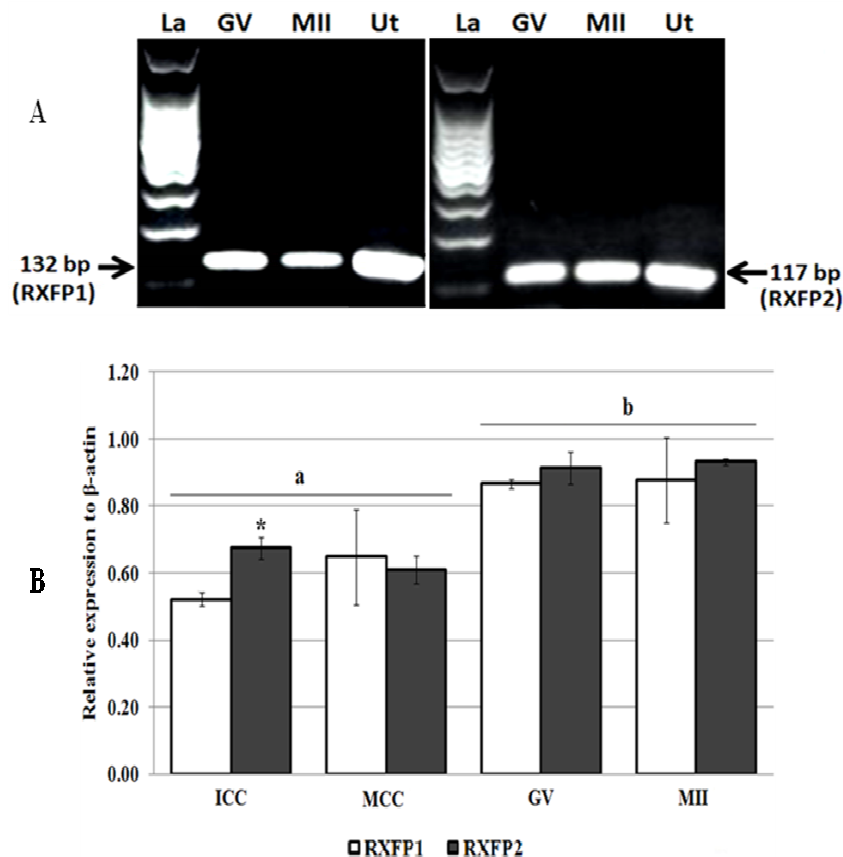 La GV MII Ut La GV MII Ut
A
132 bp
(RXFP1)
117 bp
(RXFP2)
B
Relative expression to β-actin
1.20
1.00
0.80
0.60
0.40
0.20
0.00
a
b
*
ICC MCC GV MII
RXFP1 RXFP2